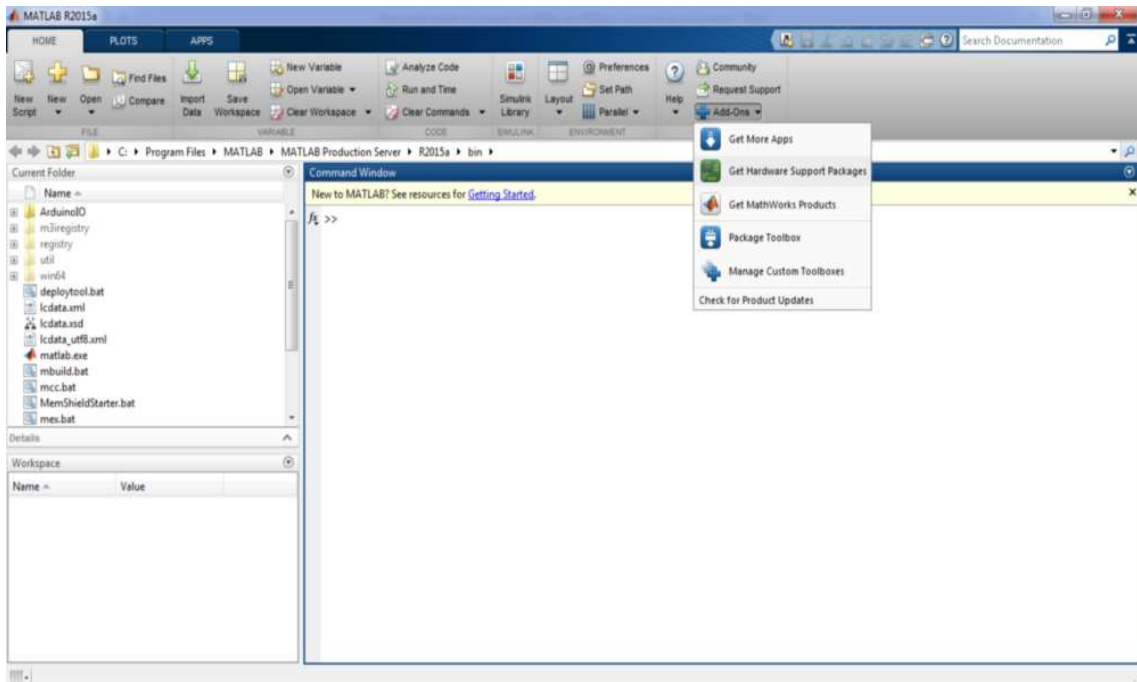 MATLAB R2015a
HOME PLOTS APPS
Search Documentation
New Script
New
Open
Find Files
Compare
Import Data
Save Workspace
New Variable
Open Variable
Clear Workspace
Analyze Code
Run and Time
Clear Commands
Simulink Library
Layout
Preferences
Set Path
Parallel
Help
Community
Request Support
Add-Ons
FILE VARIABLE CODE SIMULINK ENVIRONMENT
C: Program Files MATLAB MATLAB Production Server R2015a bin
Get More Apps
Get Hardware Support Packages
Get MathWorks Products
Package Toolbox
Manage Custom Toolboxes
Check for Product Updates
Current Folder
Name
ArduinoIO
m3iregistry
registry
util
win64
deploytool.bat
lcdata.xml
lcdata.xsd
lcdata_utf8.xml
matlab.exe
mbuild.bat
mcc.bat
MemShieldStarter.bat
mex.bat
Details
Workspace
Name Value
Command Window
New to MATLAB? See resources for Getting Started.
fx >>